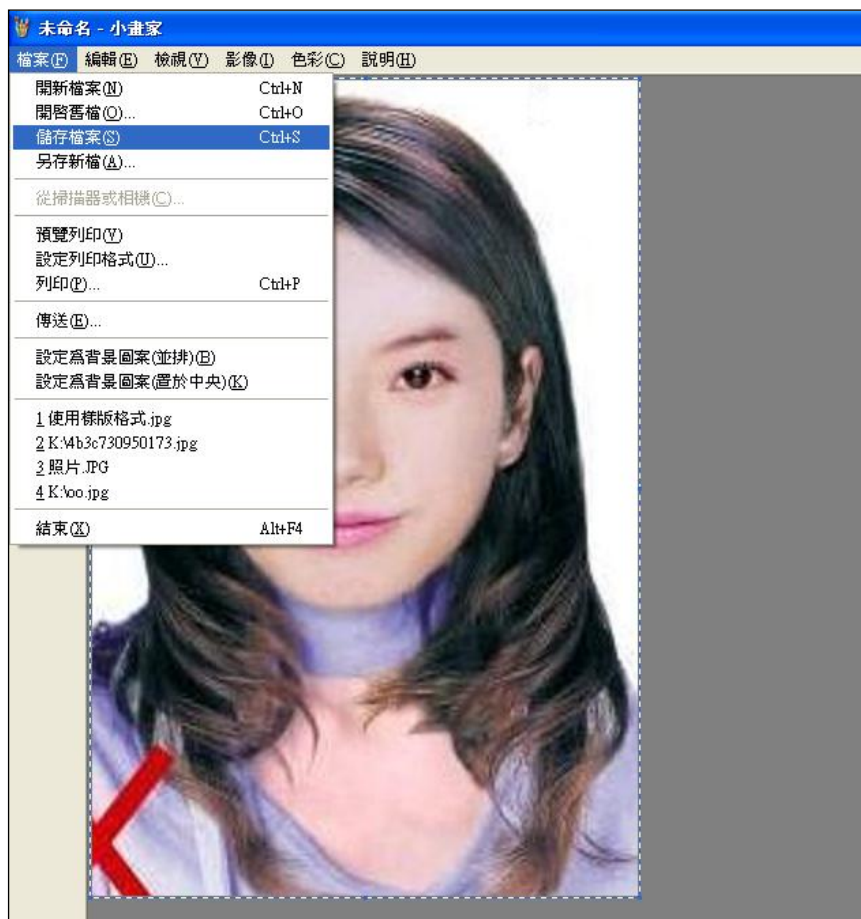 未命名 - 小畫家
檔案(F) 編輯(E) 檢視(V) 影像(I) 色彩(C) 說明(H)
開新檔案(N) Ctrl+N
開啓舊檔(O)... Ctrl+O
儲存檔案(S) Ctrl+S
另存新檔(A)...
從掃描器或相機(C)...
預覽列印(V)
設定列印格式(U)...
列印(P)... Ctrl+P
傳送(E)...
設定爲背景圖案(並排)(B)
設定爲背景圖案(置於中央)(K)
1 使用樣版格式.jpg
2 K:\4b3c730950173.jpg
3 照片.JPG
4 K:\oo.jpg
結束(X) Alt+F4